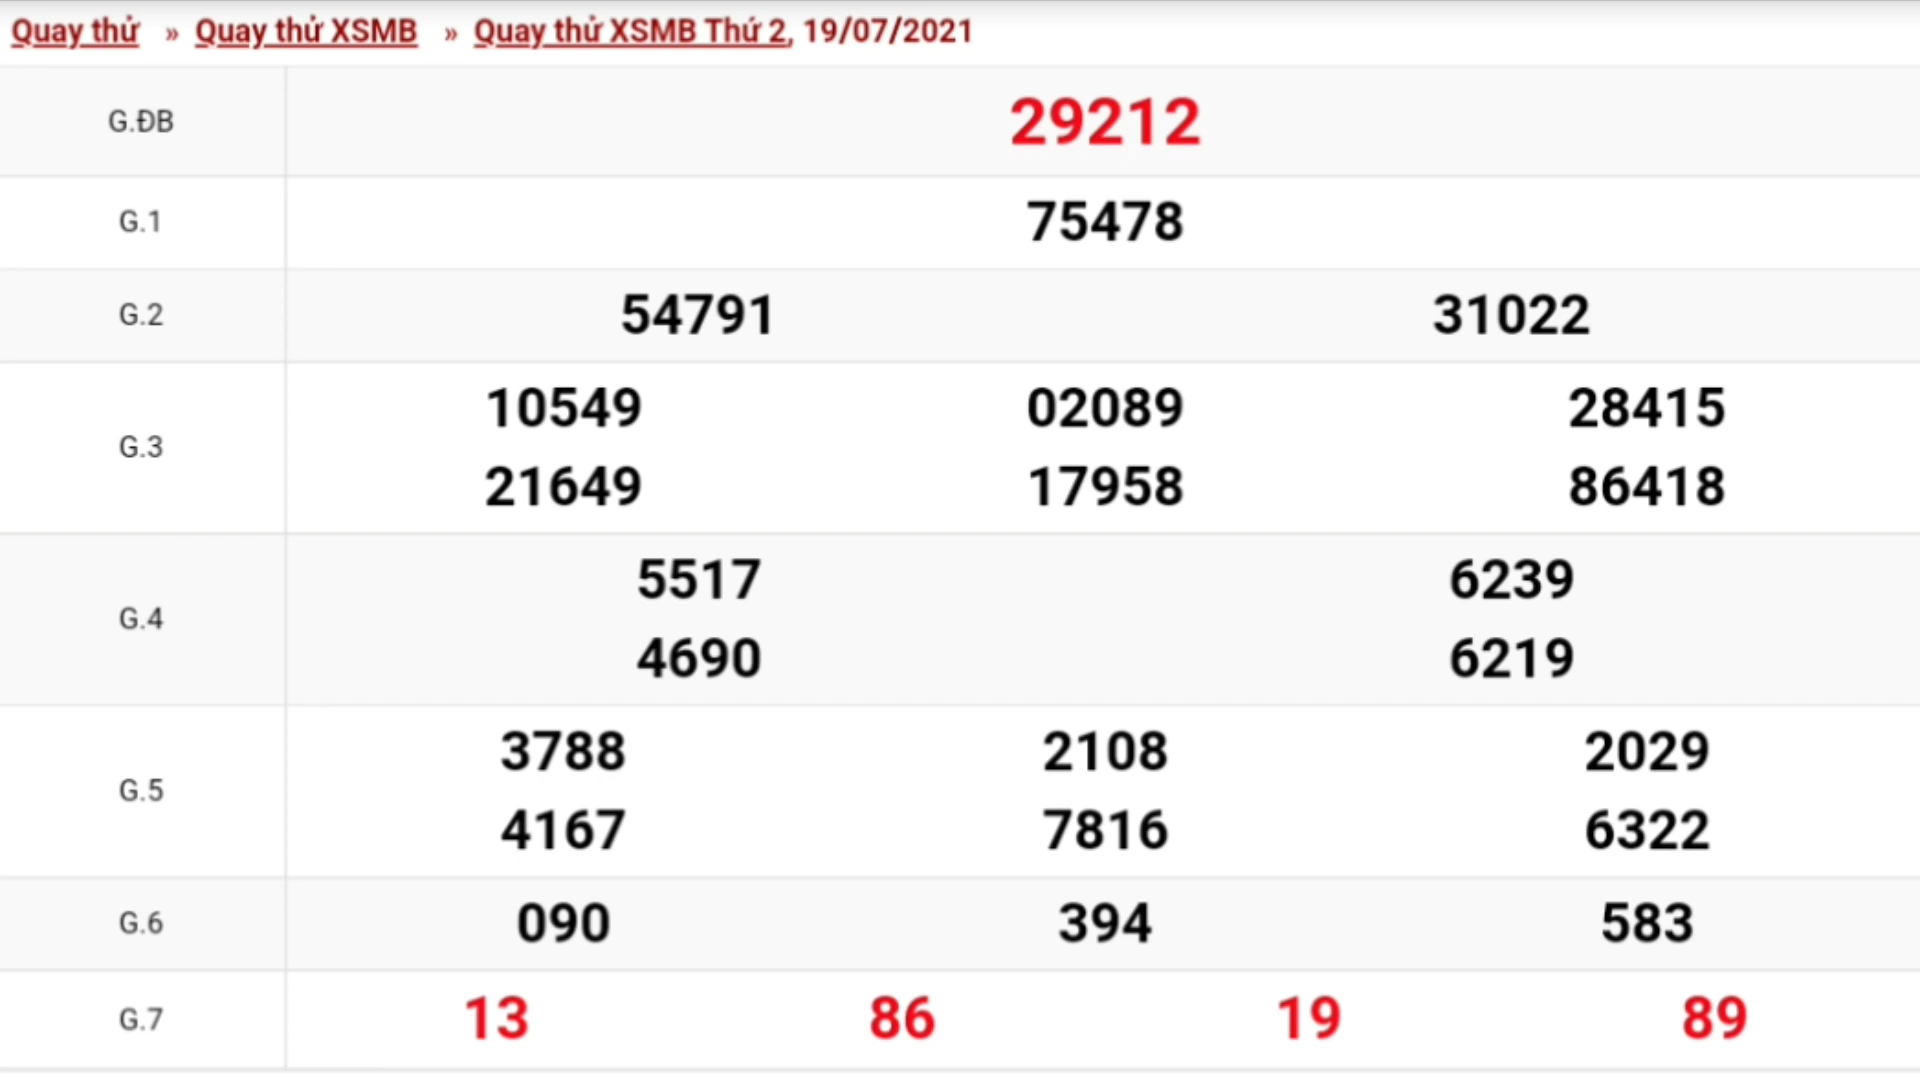 Quay thử » Quay thử XSMB » Quay thử XSMB Thứ 2, 19/07/2021
G.ĐB 29212
G.1 75478
G.2 54791 31022
G.3 10549 02089 28415
21649 17958 86418
G.4 5517 6239
4690 6219
G.5 3788 2108 2029
4167 7816 6322
G.6 090 394 583
G.7 13 86 19 89